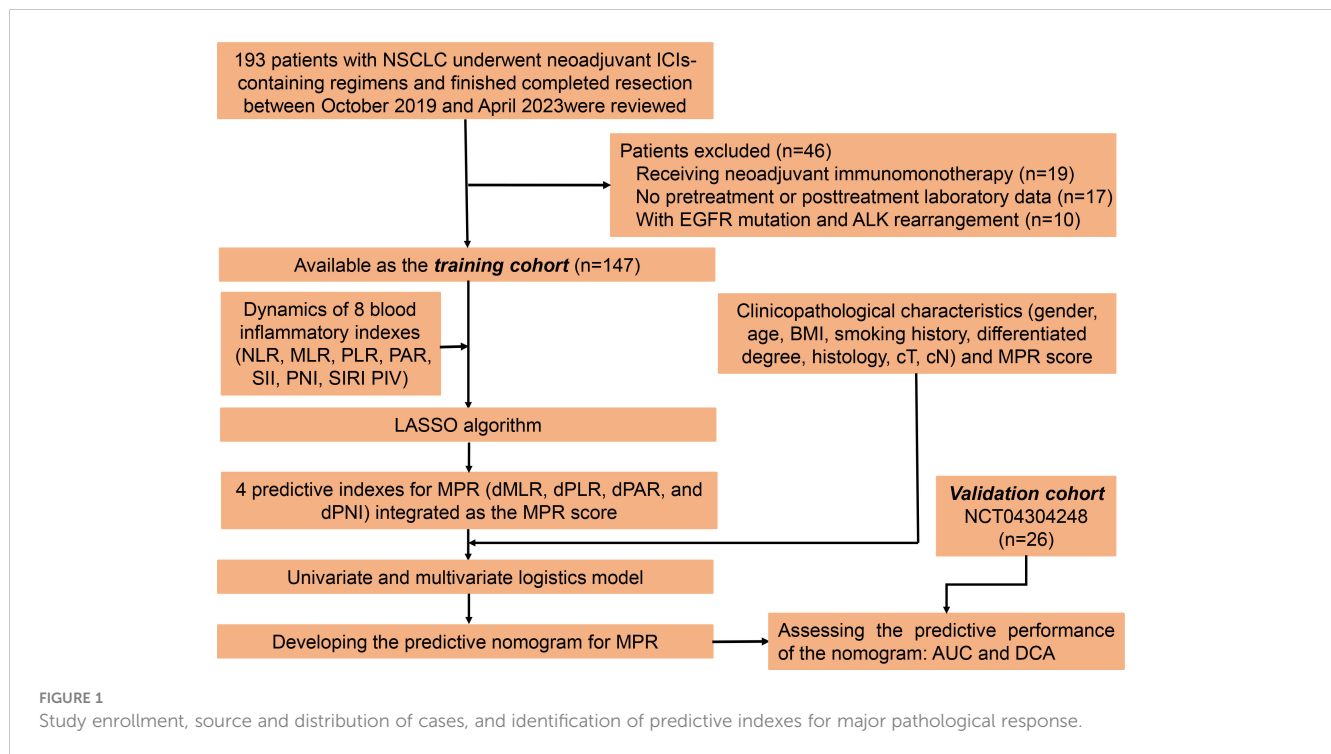 193 patients with NSCLC underwent neoadjuvant ICIs-
containing regimens and finished completed resection
between October 2019 and April 2023were reviewed
Patients excluded (n=46)
Receiving neoadjuvant immunomonotherapy (n=19)
No pretreatment or posttreatment laboratory data (n=17)
With EGFR mutation and ALK rearrangement (n=10)
Available as the training cohort (n=147)
Dynamics of 8 blood
inflammatory indexes
(NLR, MLR, PLR, PAR,
SII, PNI, SIRI PIV)
Clinicopathological characteristics (gender,
age, BMI, smoking history, differentiated
degree, histology, cT, cN) and MPR score
LASSO algorithm
4 predictive indexes for MPR (dMLR, dPLR, dPAR, and
dPNI) integrated as the MPR score
Validation cohort
NCT04304248
(n=26)
Univariate and multivariate logistics model
Developing the predictive nomogram for MPR
Assessing the predictive performance
of the nomogram: AUC and DCA
FIGURE 1
Study enrollment, source and distribution of cases, and identification of predictive indexes for major pathological response.